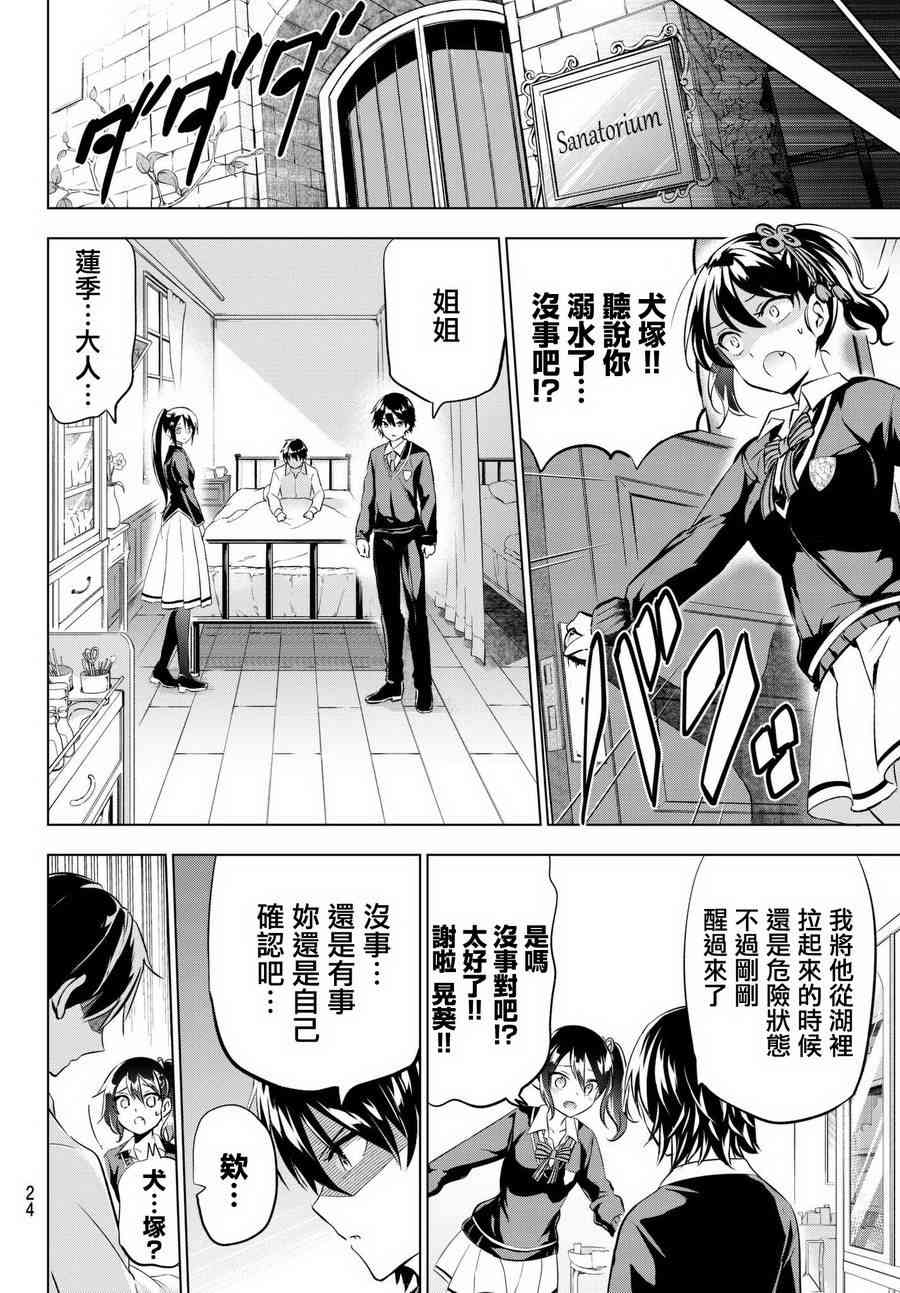 ダダダ
Sanatorium
犬塚!!
聽說你
溺水了…
沒事吧!?
バッ
姐姐
蓮季…大人…
我將他從湖裡
拉起來的時候
還是危險狀態
不過剛剛
醒過來了
是嗎
沒事對吧!?
太好了!!
謝啦 晃葵!!
沒事…
還是有事
妳還是自己
確認吧…
欸…
犬…塚?
24